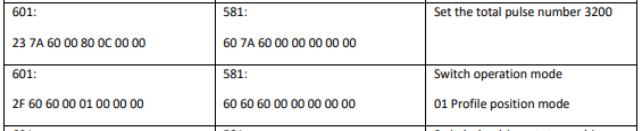 601:
581:
Set the total pulse number 3200
23 7A 60 00 80 0C 00 00
60 7A 60 00 00 00 00 00
601:
581:
Switch operation mode
2F 60 60 00 01 00 00 00
60 60 60 00 00 00 00 00
01 Profile position mode